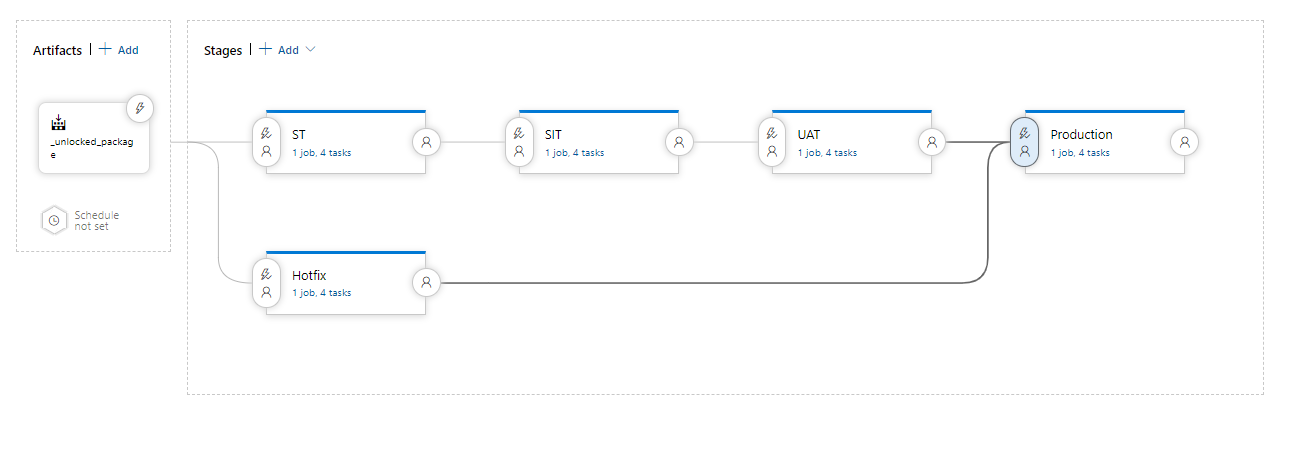 Artifacts | + Add
Stages | + Add
_unlocked_packag
e
Schedule
not set
ST
1 job, 4 tasks
SIT
1 job, 4 tasks
UAT
1 job, 4 tasks
Production
1 job, 4 tasks
Hotfix
1 job, 4 tasks